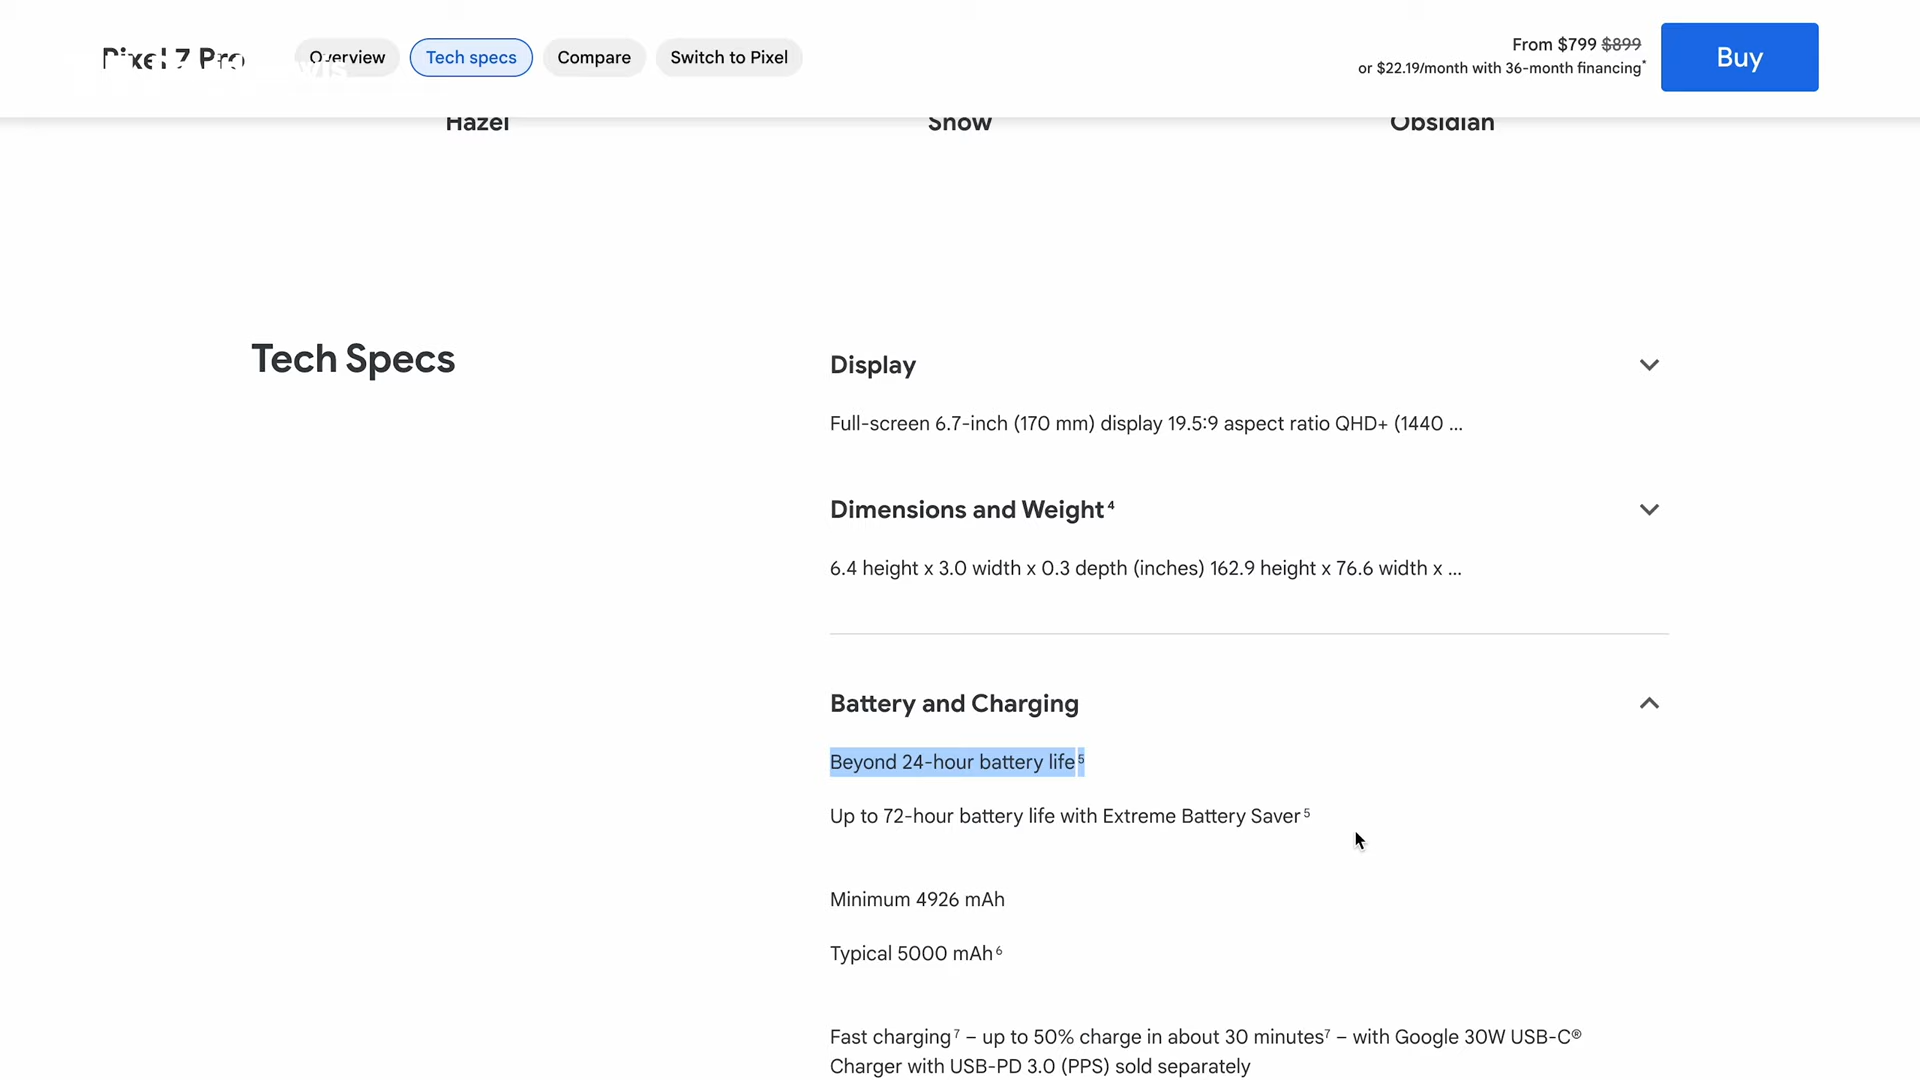 Pixel 7 Pro
Overview
Tech specs
Compare
Switch to Pixel
From $799 $899
or $22.19/month with 36-month financing*
Buy
Hazel
Snow
Obsidian
Tech Specs
Display
Full-screen 6.7-inch (170 mm) display 19.5:9 aspect ratio QHD+ (1440 ...
Dimensions and Weight⁴
6.4 height x 3.0 width x 0.3 depth (inches) 162.9 height x 76.6 width x ...
Battery and Charging
Beyond 24-hour battery life⁵
Up to 72-hour battery life with Extreme Battery Saver⁵
Minimum 4926 mAh
Typical 5000 mAh⁶
Fast charging⁷ – up to 50% charge in about 30 minutes⁷ – with Google 30W USB-C®
Charger with USB-PD 3.0 (PPS) sold separately